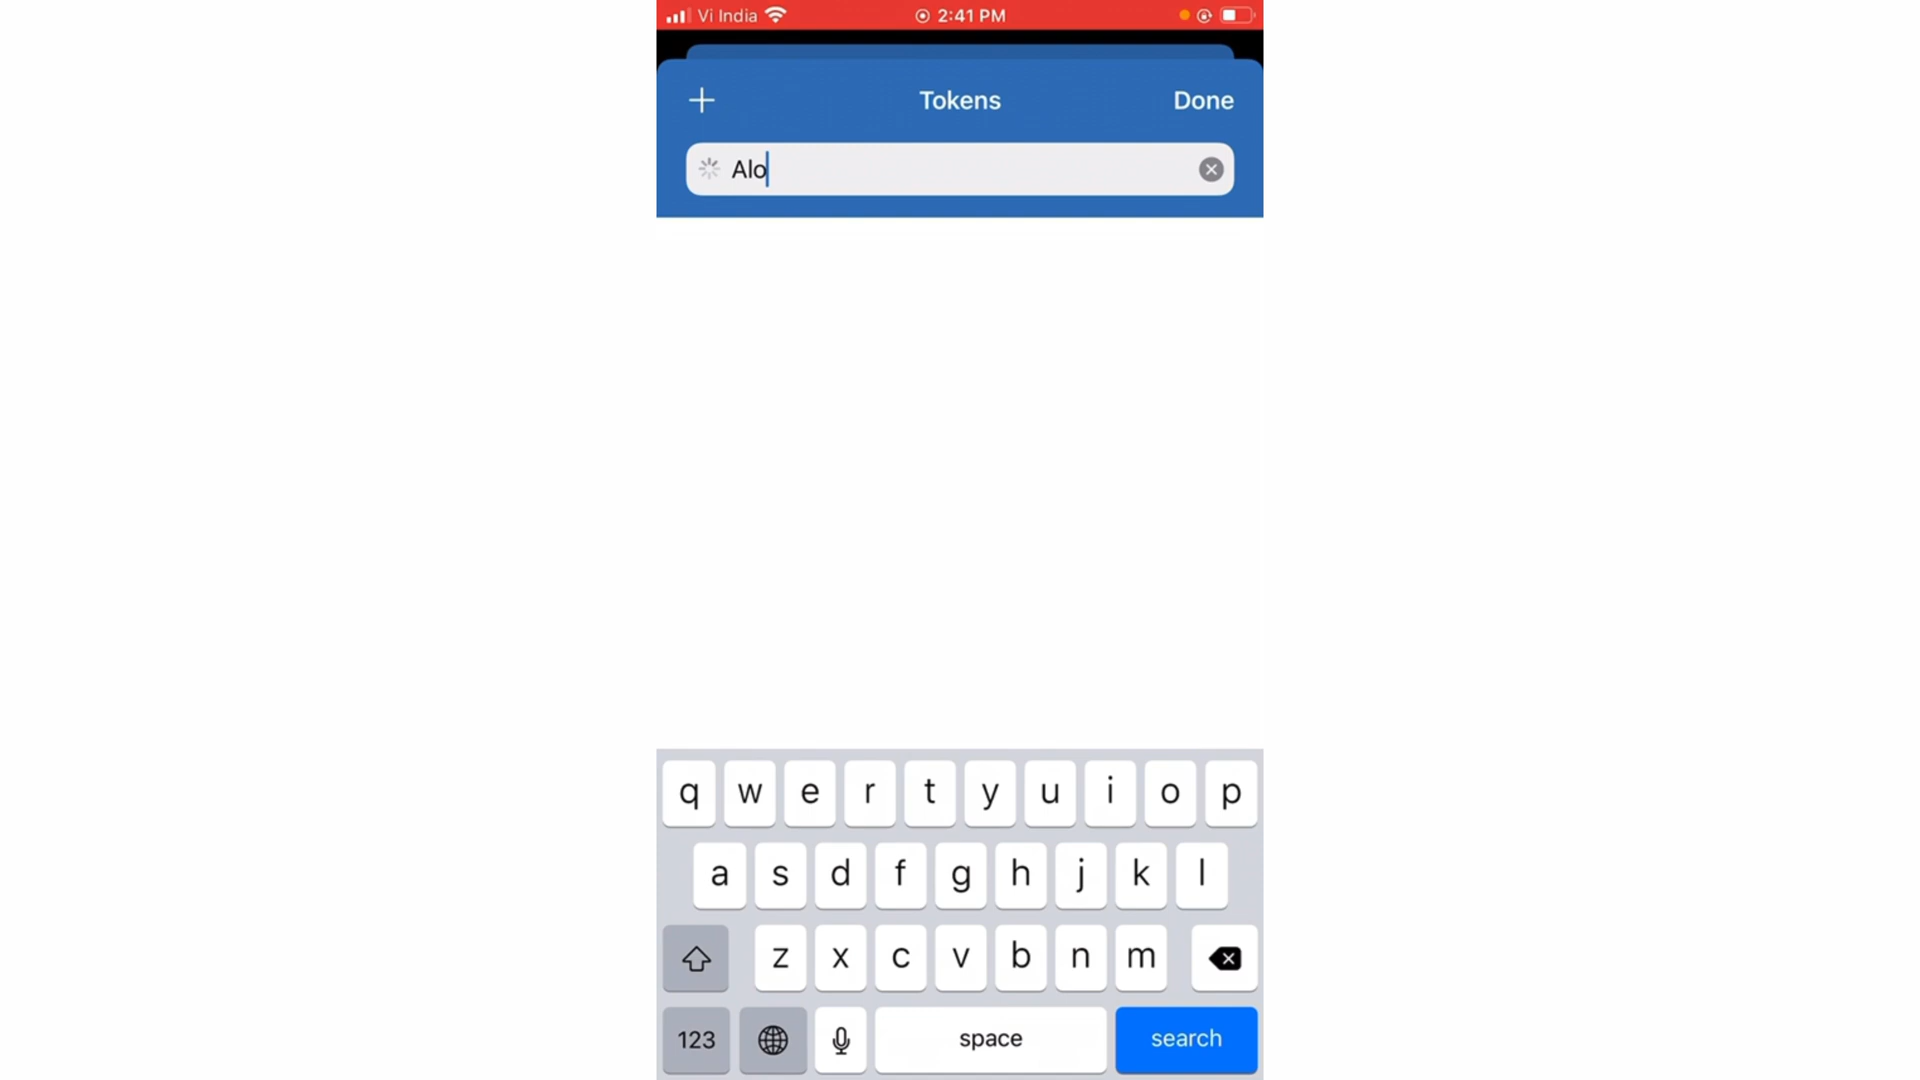 Vi India 2:41 PM
Tokens Done
Alo
q w e r t y u i o p
a s d f g h j k l
z x c v b n m
123 space search